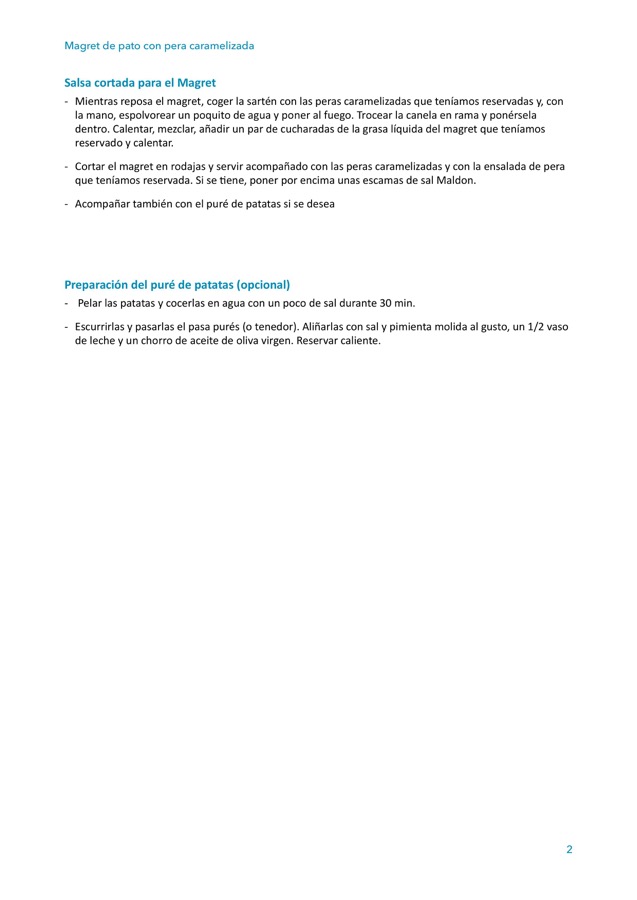 Magret de pato con pera caramelizada
Salsa cortada para el Magret
- Mientras reposa el magret, coger la sartén con las peras caramelizadas que teníamos reservadas y, con
la mano, espolvorear un poquito de agua y poner al fuego. Trocear la canela en rama y ponérsela
dentro. Calentar, mezclar, añadir un par de cucharadas de la grasa líquida del magret que teníamos
reservado y calentar.
- Cortar el magret en rodajas y servir acompañado con las peras caramelizadas y con la ensalada de pera
que teníamos reservada. Si se tiene, poner por encima unas escamas de sal Maldon.
- Acompañar también con el puré de patatas si se desea
Preparación del puré de patatas (opcional)
- Pelar las patatas y cocerlas en agua con un poco de sal durante 30 min.
- Escurrirlas y pasarlas el pasa purés (o tenedor). Aliñarlas con sal y pimienta molida al gusto, un 1/2 vaso
de leche y un chorro de aceite de oliva virgen. Reservar caliente.
2